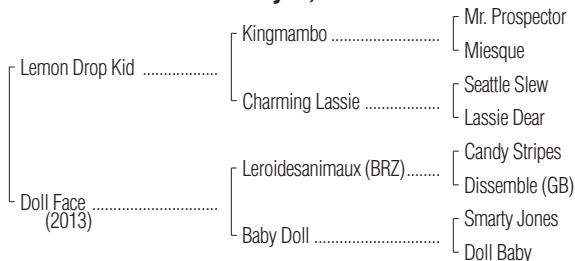 Mr. Prospector
Kingmambo ........................
Miesque
Lemon Drop Kid ................
Seattle Slew
Charming Lassie ................
Lassie Dear
Candy Stripes
Leroidesanimaux (BRZ).......
Dissemble (GB)
Doll Face ..........................
(2013)
Smarty Jones
Baby Doll ...........................
Doll Baby